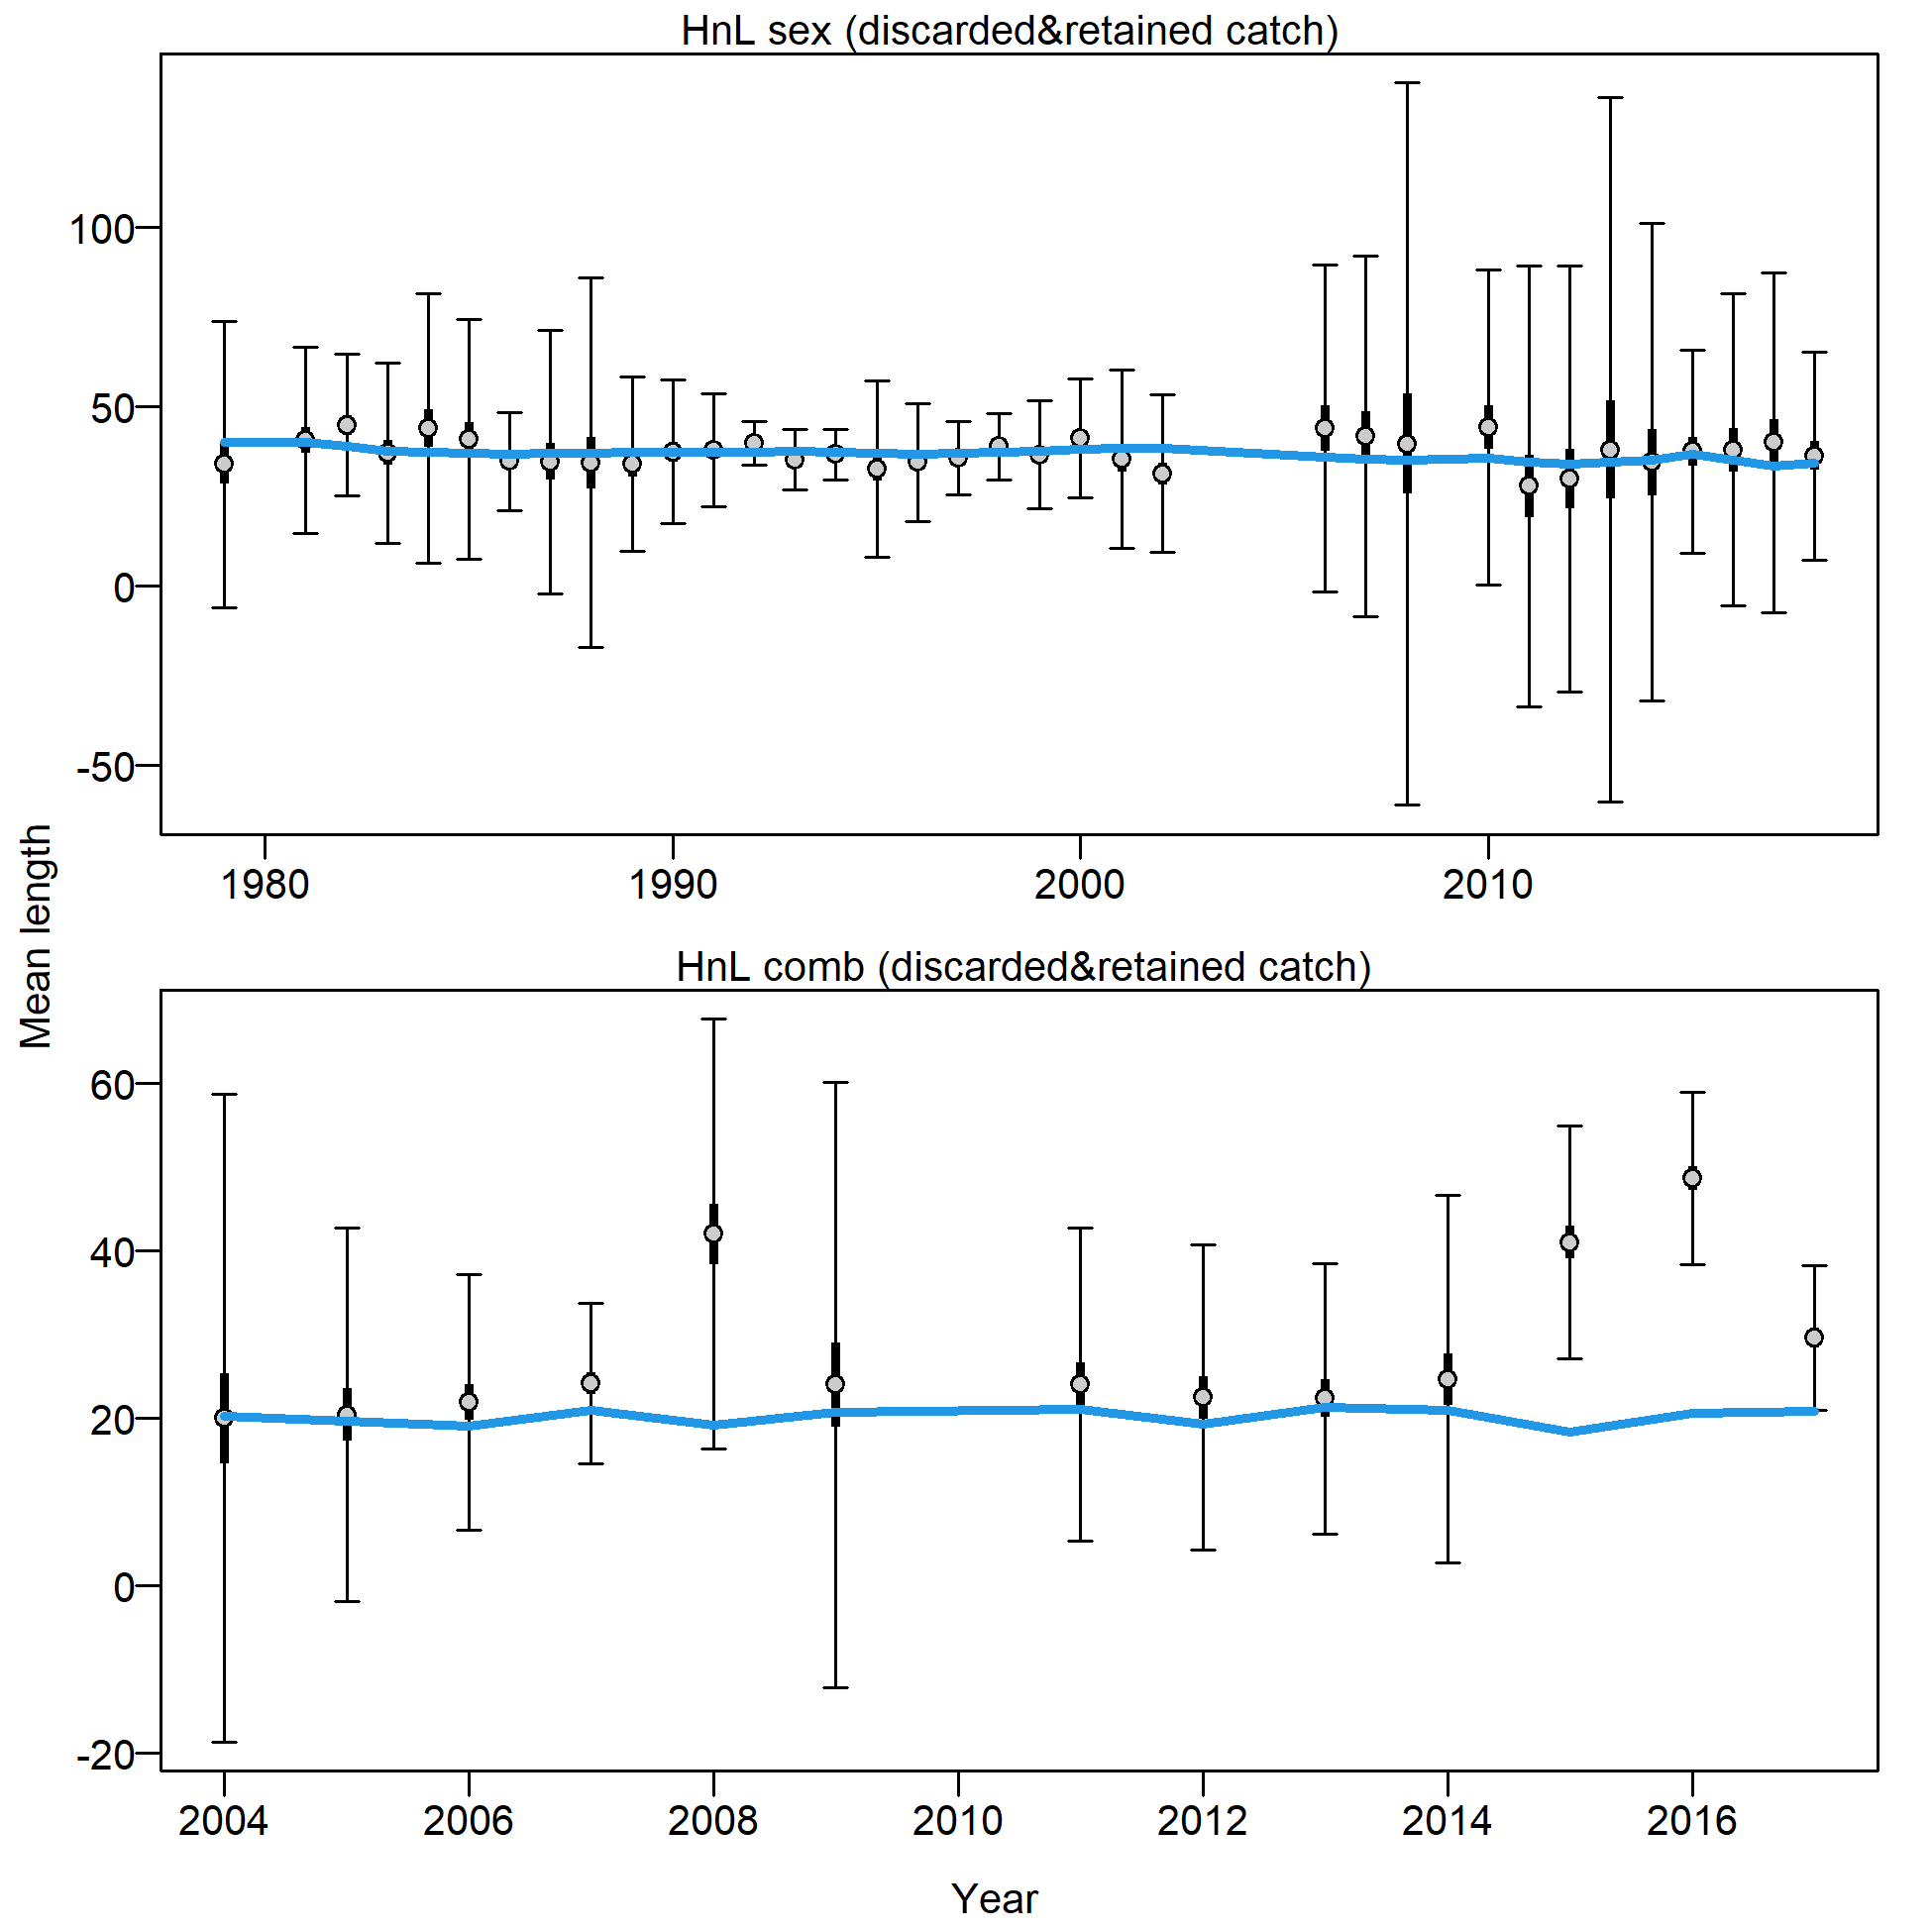 HnL sex (discarded&retained catch)
100
50
0
-50
1980 1990 2000 2010
Mean length
HnL comb (discarded&retained catch)
60
40
20
0
-20
2004 2006 2008 2010 2012 2014 2016
Year